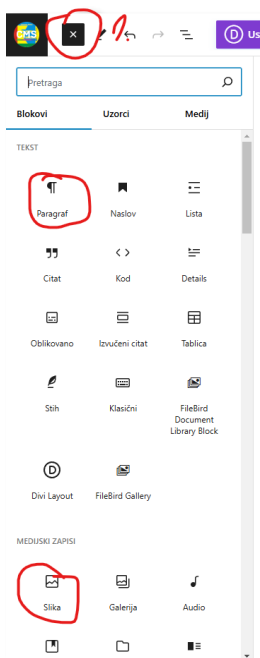 CMS
D Us
Pretraga
Blokovi Uzorci Medij
TEKST
Paragraf Naslov Lista
Citat Kod Details
Oblikovano Izvučeni citat Tablica
Stih Klasični FileBird
Document
Library Block
D
Divi Layout FileBird Gallery
MEDIJSKI ZAPISI
Slika Galerija Audio